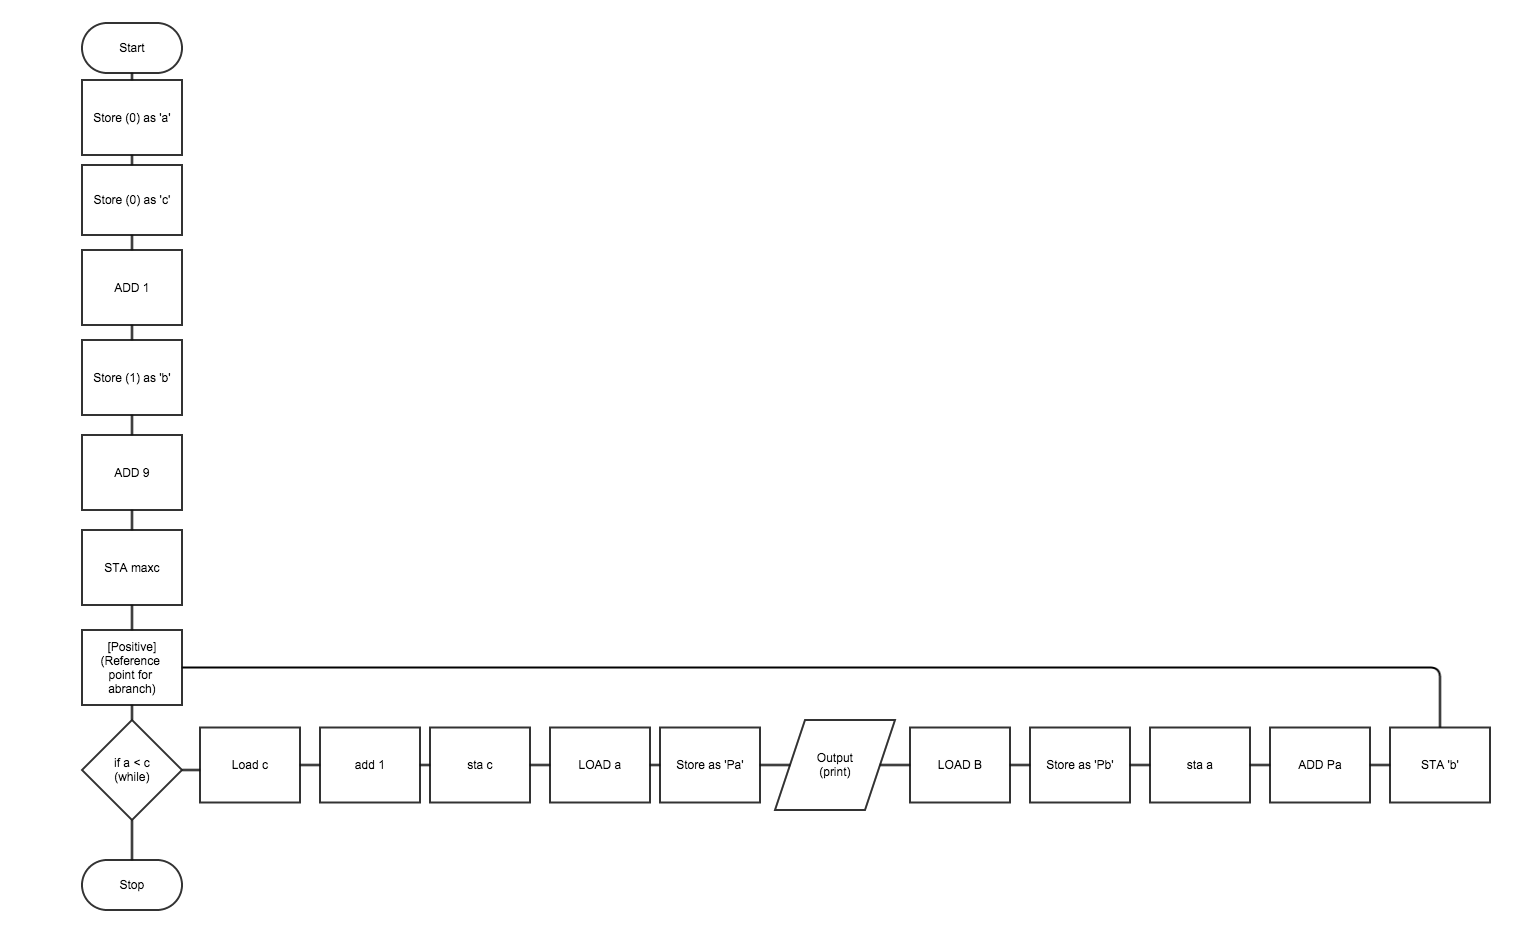 Start
Store (0) as 'a'
Store (0) as 'c'
ADD 1
Store (1) as 'b'
ADD 9
STA maxc
[Positive]
(Reference
point for
abranch)
if a < c
(while)
Load c
add 1
sta c
LOAD a
Store as 'Pa'
Output
(print)
LOAD B
Store as 'Pb'
sta a
ADD Pa
STA 'b'
Stop